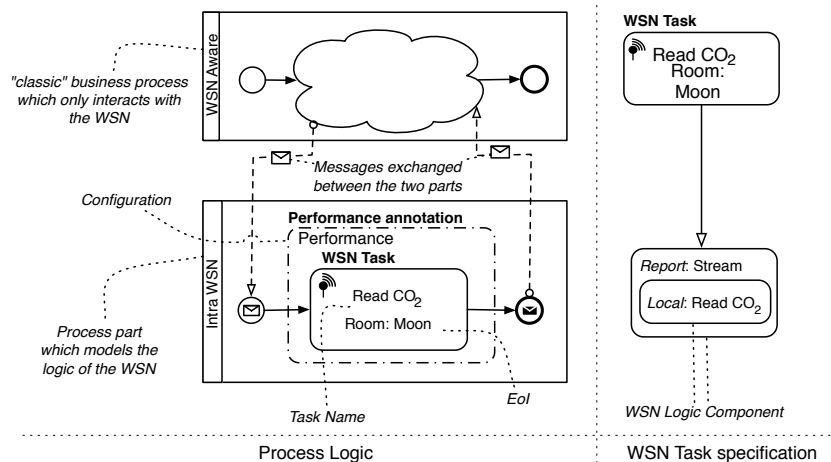 WSN Aware
"classic" business process
which only interacts with
the WSN
Messages exchanged
between the two parts
Configuration
Intra WSN
Performance annotation
Performance
WSN Task
Read CO2
Room: Moon
Process part
which models the
logic of the WSN
Task Name
EoI
Process Logic
WSN Task
Read CO2
Room:
Moon
Report: Stream
Local: Read CO2
WSN Logic Component
WSN Task specification